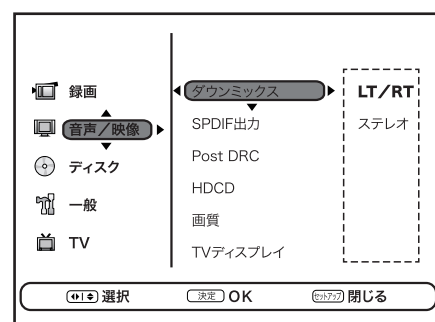 録画
音声／映像
ディスク
一般
TV
ダウンミックス
SPDIF出力
Post DRC
HDCD
画質
TVディスプレイ
LT/RT
ステレオ
選択 決定 OK セットアップ 閉じる